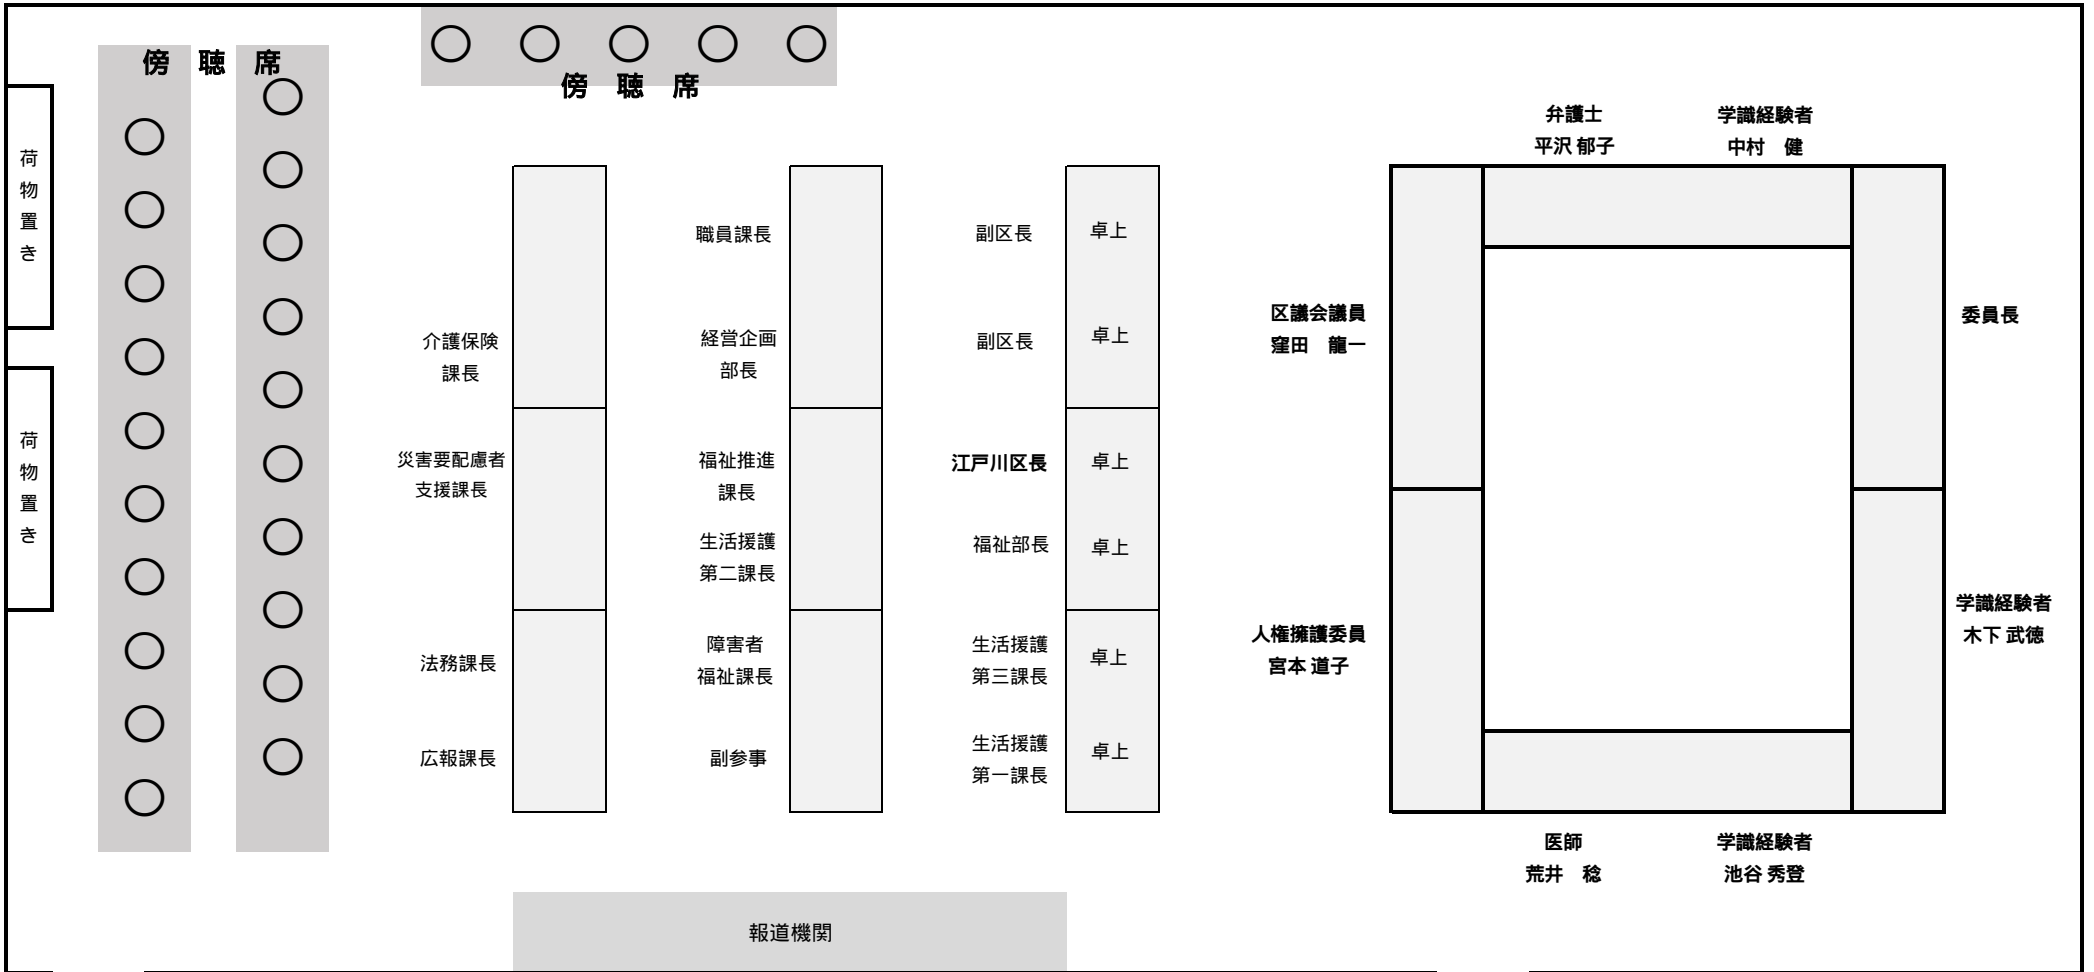 傍 聴 席
傍 聴 席
荷物置き
荷物置き
介護保険
課長
災害要配慮者
支援課長
法務課長
広報課長
職員課長
経営企画
部長
福祉推進
課長
生活援護
第二課長
障害者
福祉課長
副参事
副区長
副区長
江戸川区長
福祉部長
生活援護
第三課長
生活援護
第一課長
卓上
卓上
卓上
卓上
卓上
卓上
弁護士
平沢 郁子
学識経験者
中村　健
区議会議員
窪田　龍一
人権擁護委員
宮本 道子
委員長
学識経験者
木下 武徳
医師
荒井　稔
学識経験者
池谷 秀登
報道機関